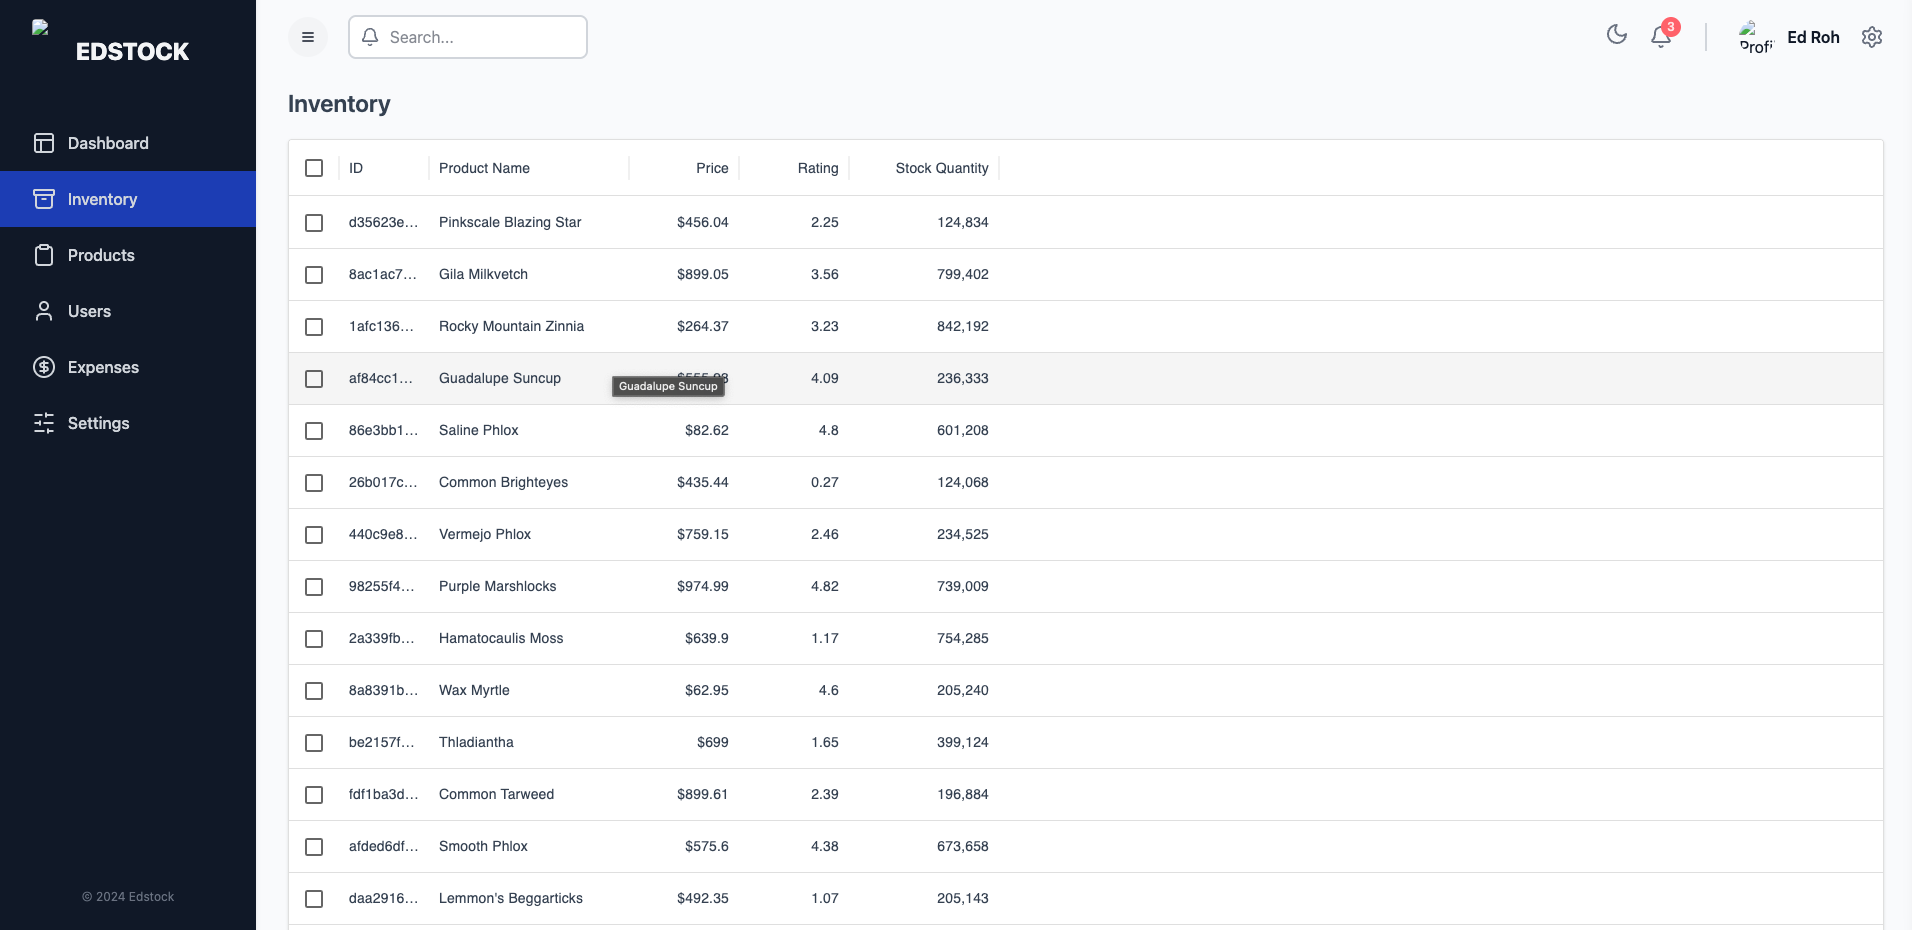 EDSTOCK
Search...
3
Profi
Ed Roh
Dashboard
Inventory
Products
Users
Expenses
Settings
© 2024 Edstock
Inventory
ID Product Name Price Rating Stock Quantity
d35623e... Pinkscale Blazing Star $456.04 2.25 124,834
8ac1ac7... Gila Milkvetch $899.05 3.56 799,402
1afc136... Rocky Mountain Zinnia $264.37 3.23 842,192
af84cc1... Guadalupe Suncup 4.09 236,333
Guadalupe Suncup
86e3bb1... Saline Phlox $82.62 4.8 601,208
26b017c... Common Brighteyes $435.44 0.27 124,068
440c9e8... Vermejo Phlox $759.15 2.46 234,525
98255f4... Purple Marshlocks $974.99 4.82 739,009
2a339fb... Hamatocaulis Moss $639.9 1.17 754,285
8a8391b... Wax Myrtle $62.95 4.6 205,240
be2157f... Thladiantha $699 1.65 399,124
fdf1ba3d... Common Tarweed $899.61 2.39 196,884
afded6df... Smooth Phlox $575.6 4.38 673,658
daa2916... Lemmon's Beggarticks $492.35 1.07 205,143